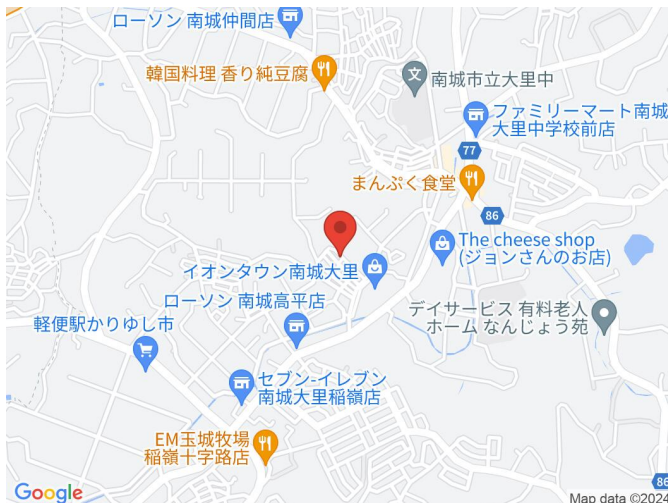 ローソン 南城仲間店
韓国料理 香り純豆腐
南城市立大里中
ファミリーマート南城
大里中学校前店
77
まんぷく食堂
86
The cheese shop
(ジョンさんのお店)
イオンタウン南城大里
ローソン 南城高平店
デイサービス 有料老人
ホーム なんじょう苑
軽便駅かりゆし市
セブン-イレブン
南城大里稲嶺店
EM玉城牧場
稲嶺十字路店
86
Google
Map data ©2024